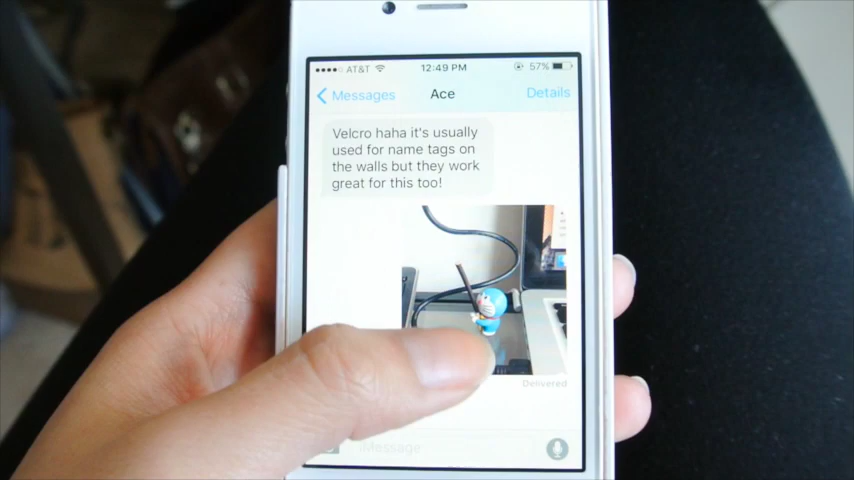 AT&T 12:49 PM 57%
Messages Ace Details
Velcro haha it's usually
used for name tags on
the walls but they work
great for this too!
Delivered
iMessage